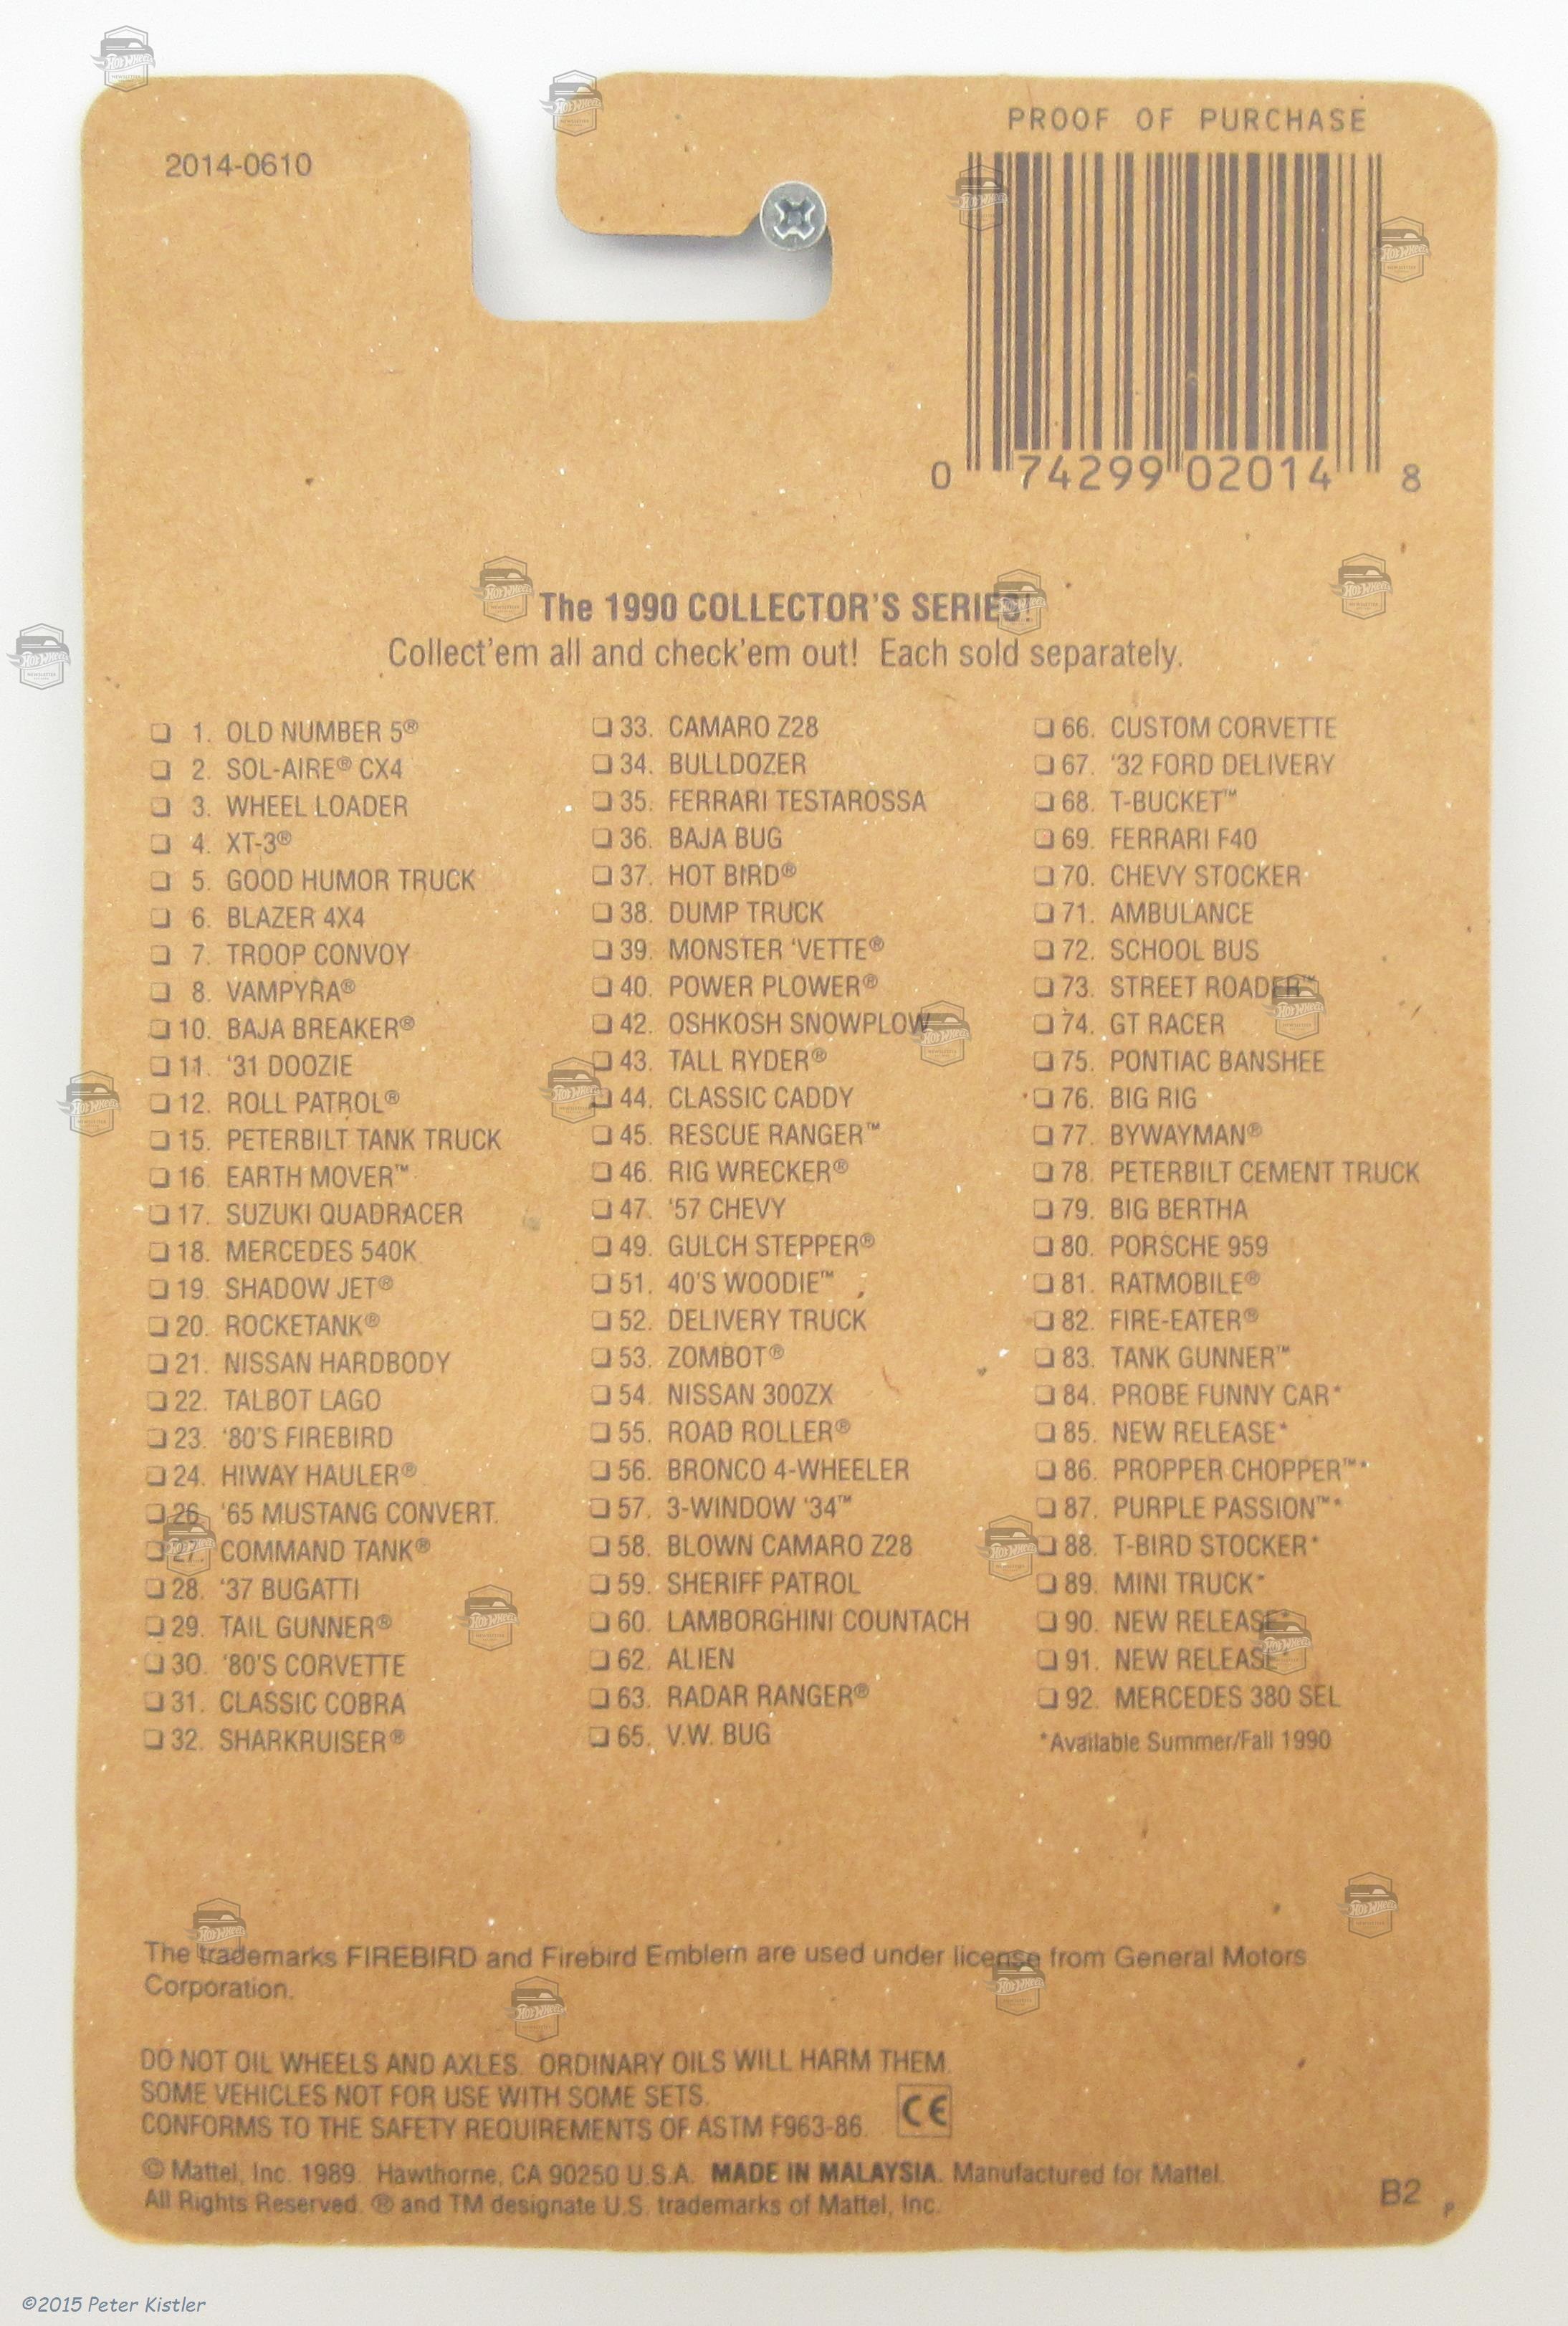 2014-0610
PROOF OF PURCHASE
0 74299 02014 8
The 1990 COLLECTOR'S SERIES!
Collect'em all and check'em out! Each sold separately.
❏ 1. OLD NUMBER 5®
❏ 2. SOL-AIRE® CX4
❏ 3. WHEEL LOADER
❏ 4. XT-3®
❏ 5. GOOD HUMOR TRUCK
❏ 6. BLAZER 4X4
❏ 7. TROOP CONVOY
❏ 8. VAMPYRA®
❏ 10. BAJA BREAKER®
❏ 11. '31 DOOZIE
❏ 12. ROLL PATROL®
❏ 15. PETERBILT TANK TRUCK
❏ 16. EARTH MOVER™
❏ 17. SUZUKI QUADRACER
❏ 18. MERCEDES 540K
❏ 19. SHADOW JET®
❏ 20. ROCKETANK®
❏ 21. NISSAN HARDBODY
❏ 22. TALBOT LAGO
❏ 23. '80'S FIREBIRD
❏ 24. HIWAY HAULER®
❏ 26. '65 MUSTANG CONVERT.
❏ 27. COMMAND TANK®
❏ 28. '37 BUGATTI
❏ 29. TAIL GUNNER®
❏ 30. '80'S CORVETTE
❏ 31. CLASSIC COBRA
❏ 32. SHARKRUISER®
❏ 33. CAMARO Z28
❏ 34. BULLDOZER
❏ 35. FERRARI TESTAROSSA
❏ 36. BAJA BUG
❏ 37. HOT BIRD®
❏ 38. DUMP TRUCK
❏ 39. MONSTER 'VETTE®
❏ 40. POWER PLOWER®
❏ 42. OSHKOSH SNOWPLOW
❏ 43. TALL RYDER®
❏ 44. CLASSIC CADDY
❏ 45. RESCUE RANGER™
❏ 46. RIG WRECKER®
❏ 47. '57 CHEVY
❏ 49. GULCH STEPPER®
❏ 51. 40'S WOODIE™
❏ 52. DELIVERY TRUCK
❏ 53. ZOMBOT®
❏ 54. NISSAN 300ZX
❏ 55. ROAD ROLLER®
❏ 56. BRONCO 4-WHEELER
❏ 57. 3-WINDOW '34™
❏ 58. BLOWN CAMARO Z28
❏ 59. SHERIFF PATROL
❏ 60. LAMBORGHINI COUNTACH
❏ 62. ALIEN
❏ 63. RADAR RANGER®
❏ 65. V.W. BUG
❏ 66. CUSTOM CORVETTE
❏ 67. '32 FORD DELIVERY
❏ 68. T-BUCKET™
❏ 69. FERRARI F40
❏ 70. CHEVY STOCKER
❏ 71. AMBULANCE
❏ 72. SCHOOL BUS
❏ 73. STREET ROADER™
❏ 74. GT RACER
❏ 75. PONTIAC BANSHEE
❏ 76. BIG RIG
❏ 77. BYWAYMAN®
❏ 78. PETERBILT CEMENT TRUCK
❏ 79. BIG BERTHA
❏ 80. PORSCHE 959
❏ 81. RATMOBILE®
❏ 82. FIRE-EATER®
❏ 83. TANK GUNNER™
❏ 84. PROBE FUNNY CAR*
❏ 85. NEW RELEASE*
❏ 86. PROPPER CHOPPER™*
❏ 87. PURPLE PASSION™*
❏ 88. T-BIRD STOCKER*
❏ 89. MINI TRUCK*
❏ 90. NEW RELEASE*
❏ 91. NEW RELEASE*
❏ 92. MERCEDES 380 SEL
*Available Summer/Fall 1990
The trademarks FIREBIRD and Firebird Emblem are used under license from General Motors
Corporation.
DO NOT OIL WHEELS AND AXLES. ORDINARY OILS WILL HARM THEM.
SOME VEHICLES NOT FOR USE WITH SOME SETS.
CONFORMS TO THE SAFETY REQUIREMENTS OF ASTM F963-86.
CE
© Mattel, Inc. 1989. Hawthorne, CA 90250 U.S.A. MADE IN MALAYSIA. Manufactured for Mattel.
All Rights Reserved. ® and TM designate U.S. trademarks of Mattel, Inc.
B2 P
©2015 Peter Kistler